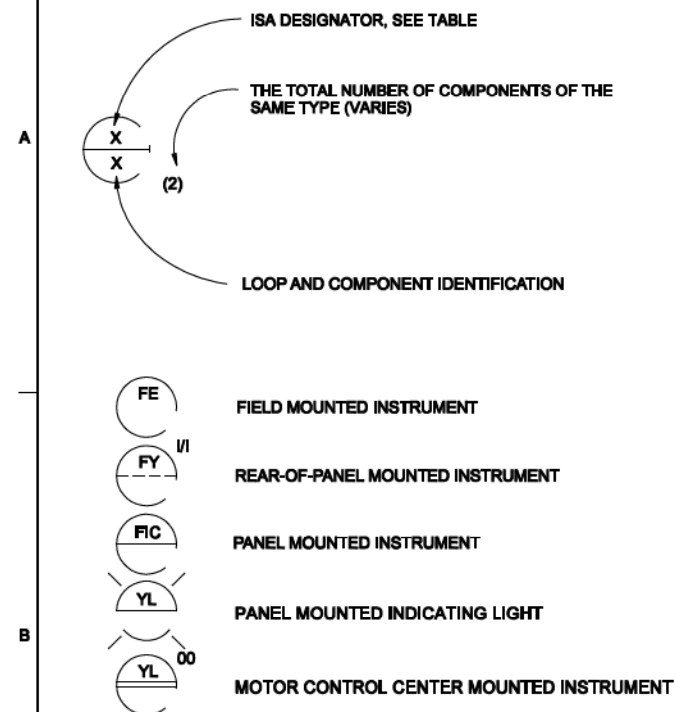 ISA DESIGNATOR, SEE TABLE
THE TOTAL NUMBER OF COMPONENTS OF THE
SAME TYPE (VARIES)
A
X
X
(2)
LOOP AND COMPONENT IDENTIFICATION
FE
FIELD MOUNTED INSTRUMENT
I/I
FY
REAR-OF-PANEL MOUNTED INSTRUMENT
FIC
PANEL MOUNTED INSTRUMENT
YL
PANEL MOUNTED INDICATING LIGHT
B
OO
YL
MOTOR CONTROL CENTER MOUNTED INSTRUMENT